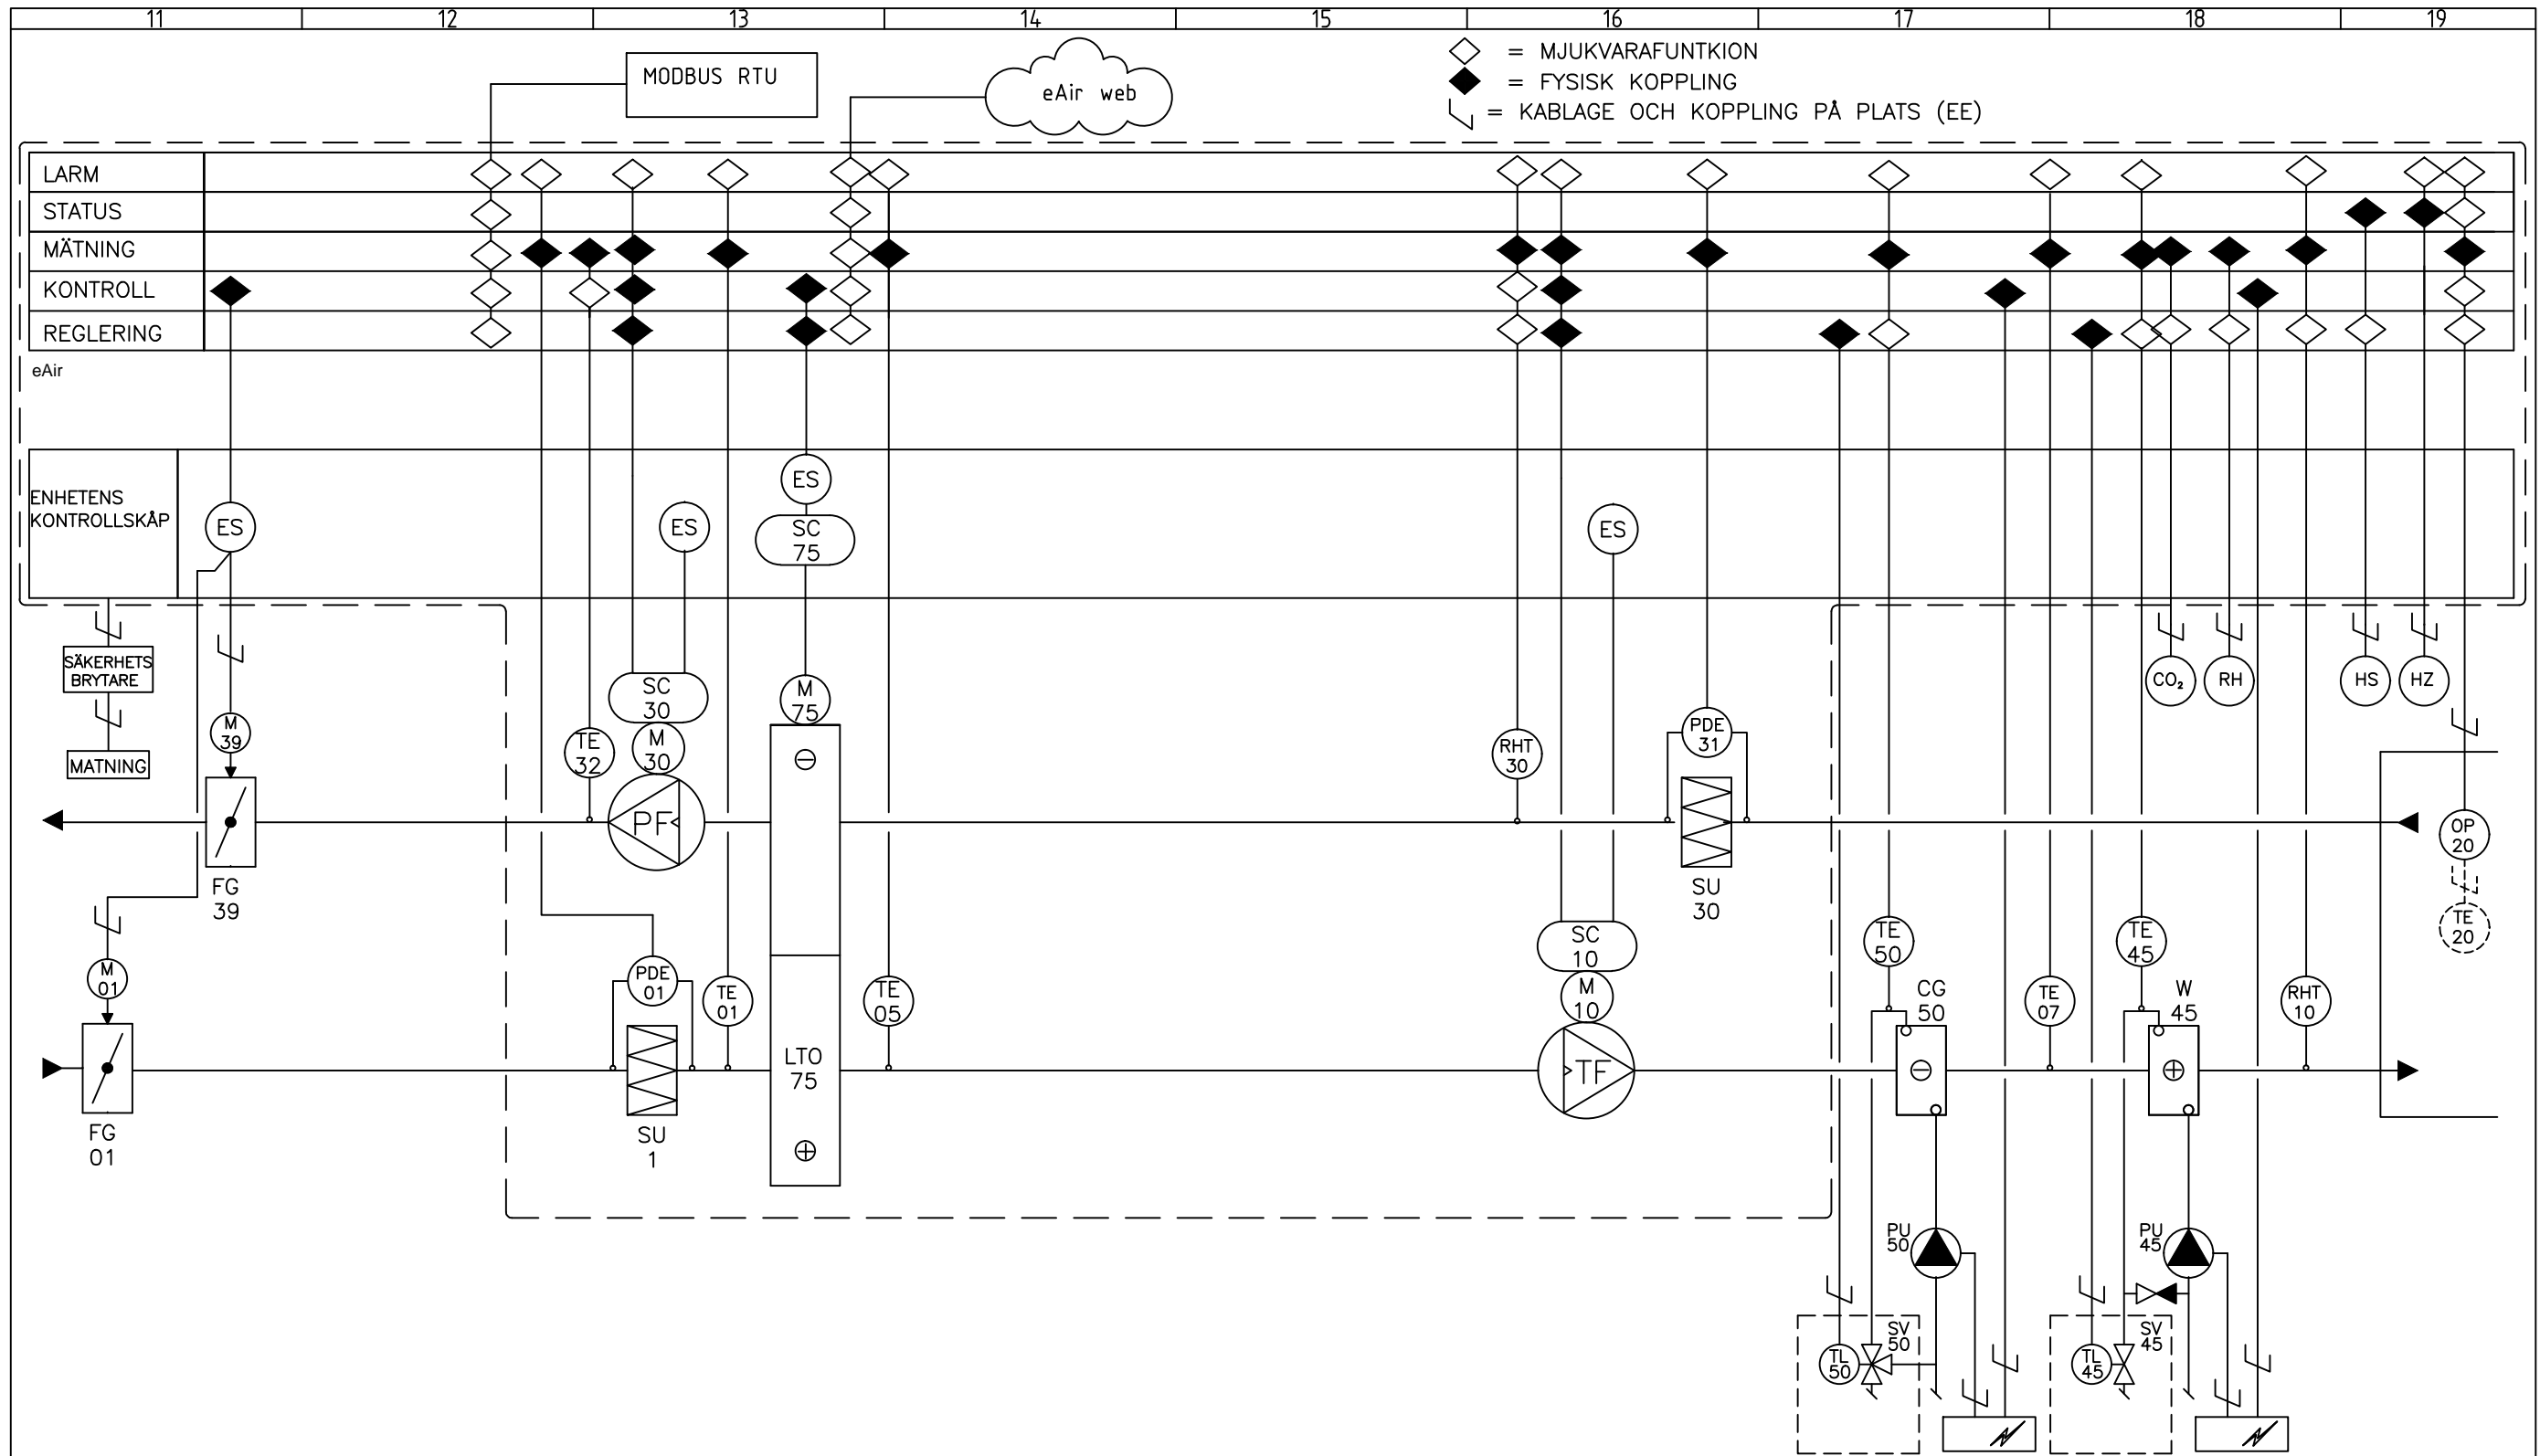 11 12 13 14 15 16 17 18 19
MODBUS RTU
eAir web
= MJUKVARAFUNTKION
= FYSISK KOPPLING
= KABLAGE OCH KOPPLING PÅ PLATS (EE)
LARM
STATUS
MÄTNING
KONTROLL
REGLERING
eAir
ENHETENS
KONTROLLSKÅP
ES
ES
ES
SC
75
ES
SÄKERHETS
BRYTARE
MATNING
M
39
TE
32
SC
30
M
30
M
75
RHT
30
PDE
31
CO₂
RH
HS
HZ
PF
OP
20
TE
20
FG
39
SU
30
M
01
PDE
01
TE
01
TE
05
SC
10
M
10
TE
50
CG
50
TE
07
TE
45
W
45
RHT
10
LTO
75
TF
FG
01
SU
1
PU
50
PU
45
SV
50
TL
50
SV
45
TL
45